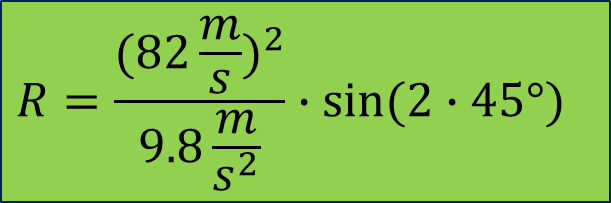 R = (82 m/s)² / 9.8 m/s² · sin(2 · 45°)